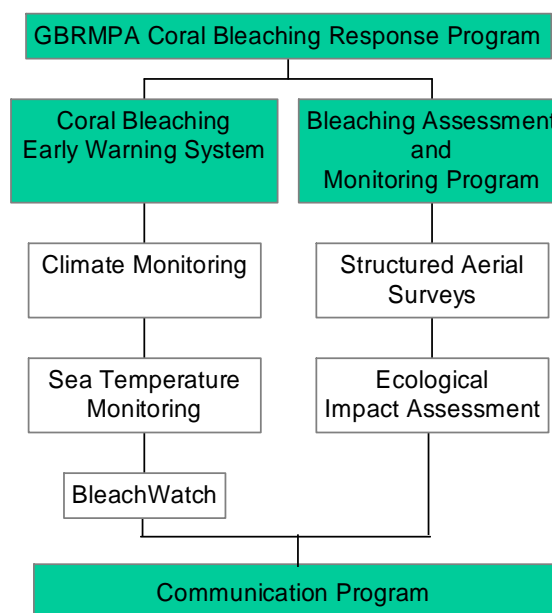 GBRMPA Coral Bleaching Response Program
Coral Bleaching
Early Warning System
Bleaching Assessment
and
Monitoring Program
Climate Monitoring
Structured Aerial
Surveys
Sea Temperature
Monitoring
Ecological
Impact Assessment
BleachWatch
Communication Program